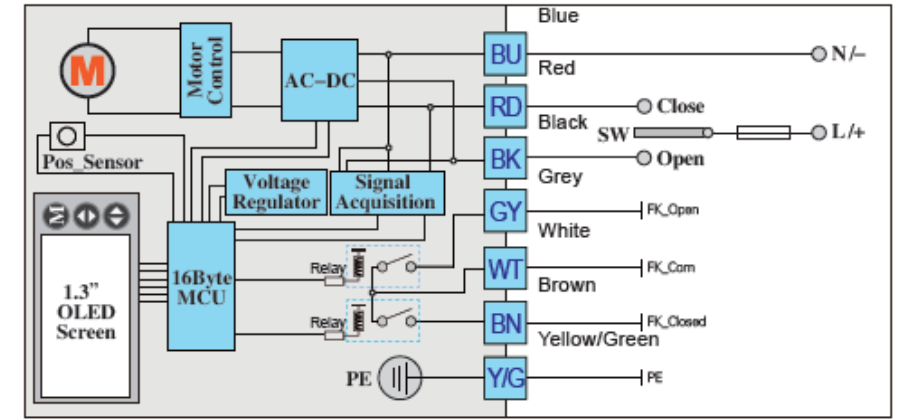 Blue
BU
N/−
Red
M
Motor
Control
AC−DC
RD
Close
Black
SW
L/+
BK
Open
Pos_Sensor
Grey
Voltage
Regulator
Signal
Acquisition
GY
FK_Open
White
M
WT
FK_Com
Relay
16Byte
MCU
Brown
1.3”
OLED
Screen
BN
FK_Closed
Relay
Yellow/Green
PE
Y/G
PE